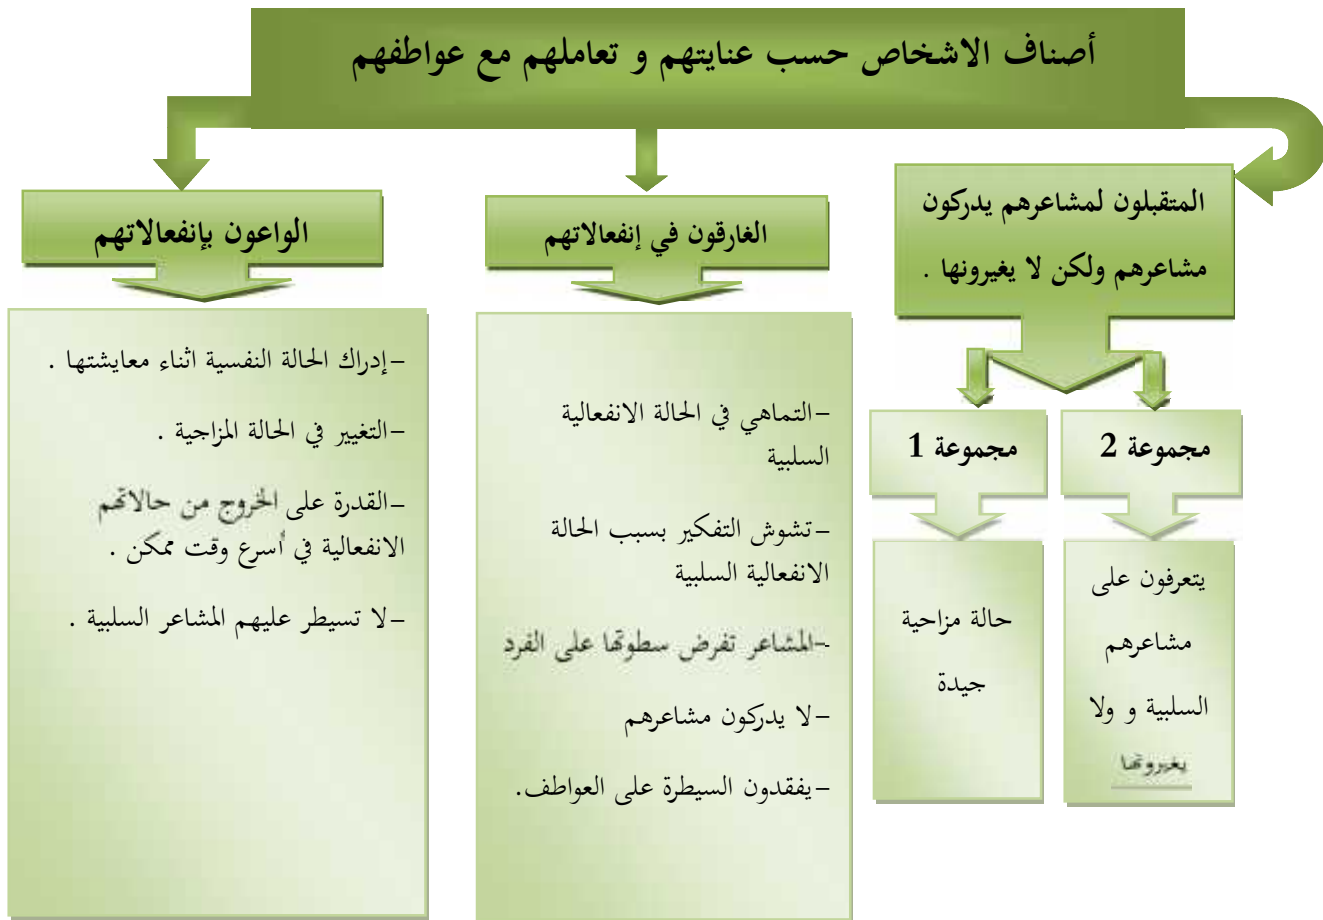 أصناف الاشخاص حسب عنايتهم و تعاملهم مع عواطفهم
المتقبلون لمشاعرهم يدركون
مشاعرهم ولكن لا يغيرونها .
مجموعة 2
يتعرفون على
مشاعرهم
السلبية و ولا
يغيرونها
مجموعة 1
حالة مزاحية
جيدة
الغارقون في إنفعالاتهم
-التماهي في الحالة الانفعالية
السلبية
-تشوش التفكير بسبب الحالة
الانفعالية السلبية
-المشاعر تفرض سطوتها على الفرد
-لا يدركون مشاعرهم
-يفقدون السيطرة على العواطف.
الواعون بإنفعالاتهم
-إدراك الحالة النفسية اثناء معايشتها .
-التغيير في الحالة المزاجية .
-القدرة على الخروج من حالاتهم
الانفعالية في أسرع وقت ممكن .
-لا تسيطر عليهم المشاعر السلبية .